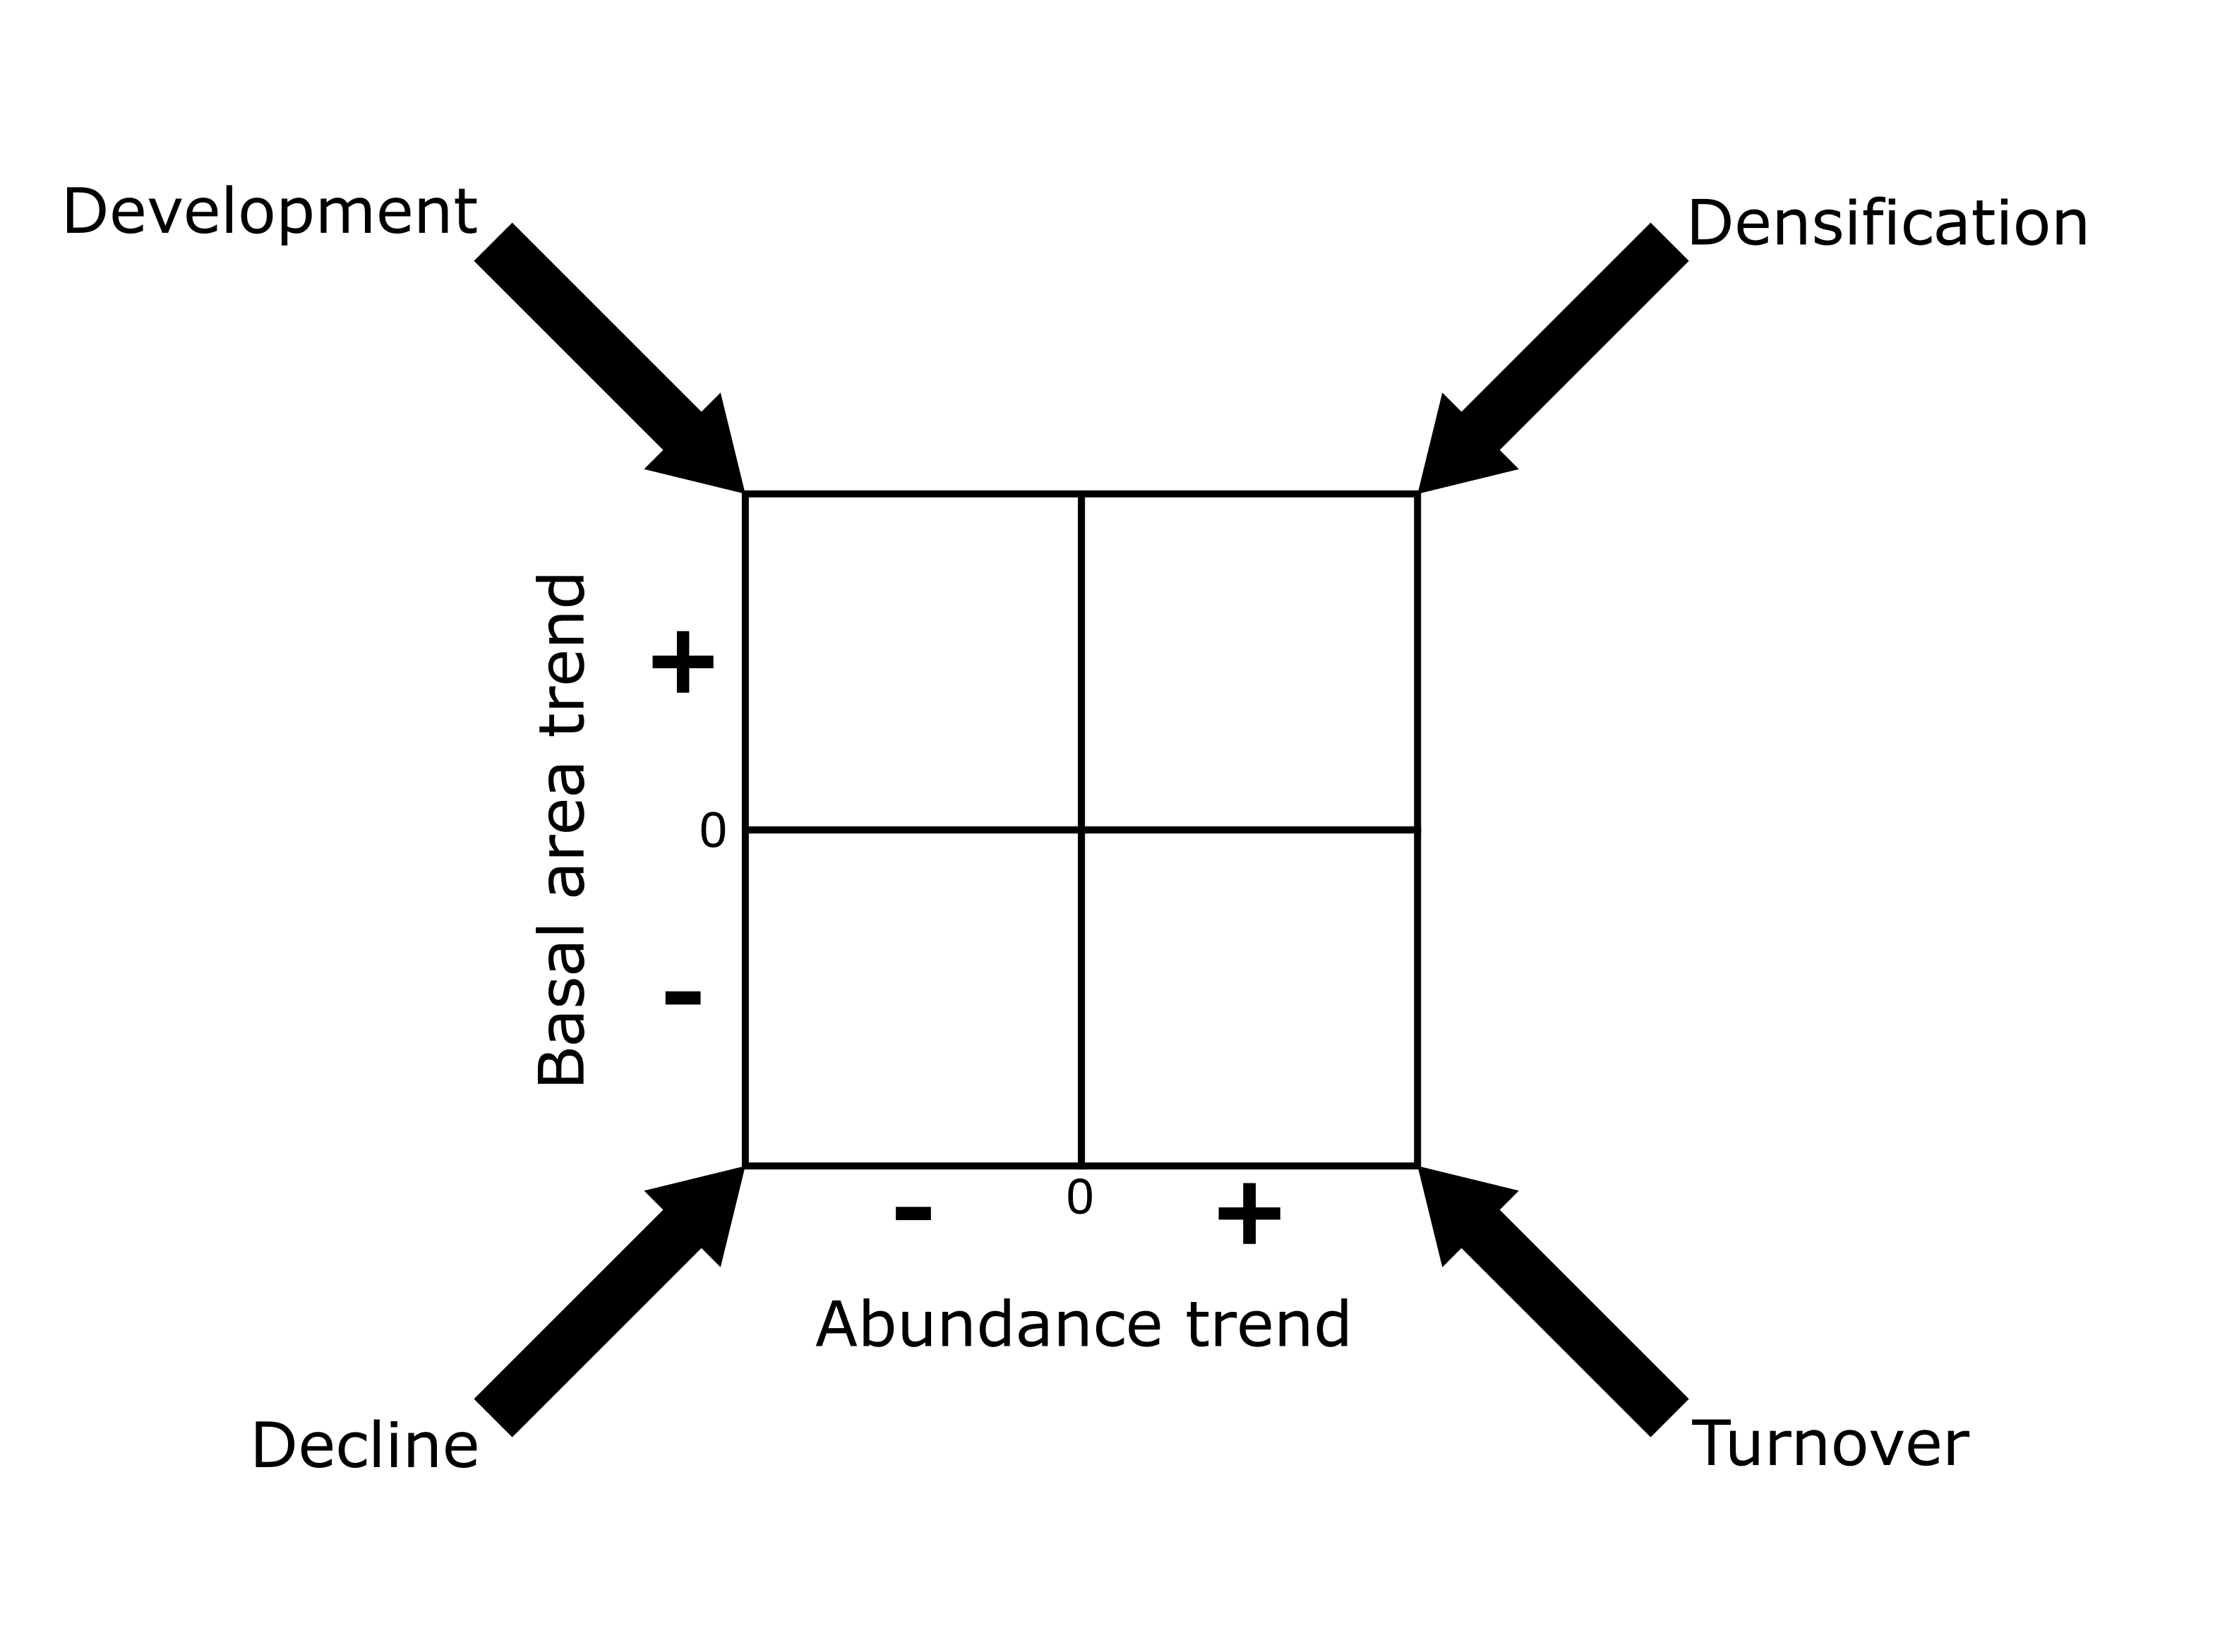 Development
Densification
Basal area trend
+
0
-
-
0
+
Abundance trend
Decline
Turnover